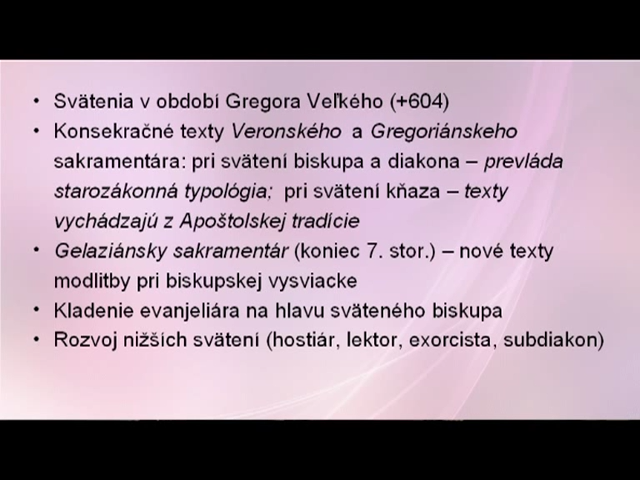 • Svätenia v období Gregora Veľkého (+604)
• Konsekračné texty Veronského a Gregoriánskeho
sakramentára: pri svätení biskupa a diakona – prevláda
starozákonná typológia; pri svätení kňaza – texty
vychádzajú z Apoštolskej tradície
• Gelaziánsky sakramentár (koniec 7. stor.) – nové texty
modlitby pri biskupskej vysviacke
• Kladenie evanjeliára na hlavu sväteného biskupa
• Rozvoj nižších svätení (hostiár, lektor, exorcista, subdiakon)